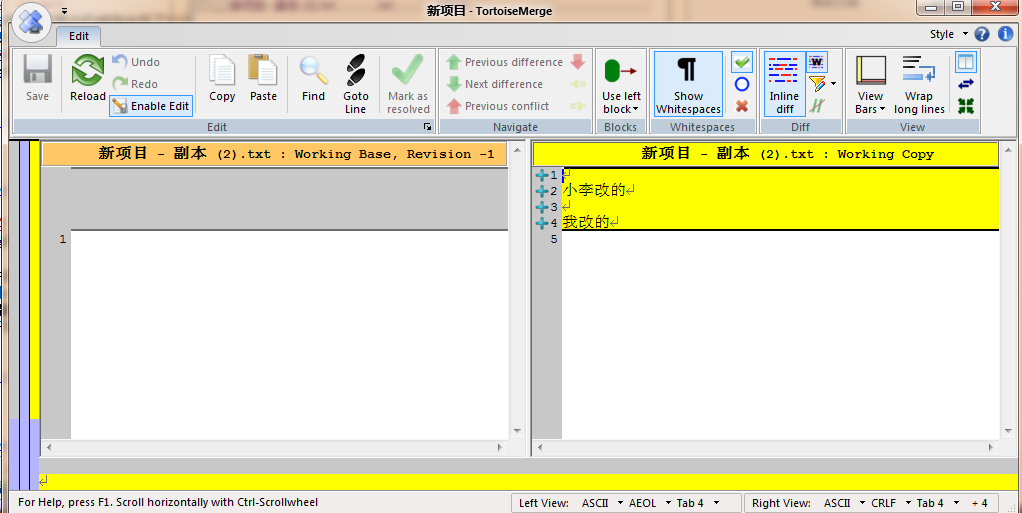 新项目 - TortoiseMerge
Edit
Style
Save
Reload
Undo
Redo
Enable Edit
Copy
Paste
Find
Goto Line
Mark as resolved
Edit
Previous difference
Next difference
Previous conflict
Navigate
Use left block
Blocks
Show Whitespaces
Whitespaces
Inline diff
Diff
View Bars
Wrap long lines
View
新项目 - 副本 (2).txt : Working Base, Revision -1
1
新项目 - 副本 (2).txt : Working Copy
1
2 小李改的
3
4 我改的
5
For Help, press F1. Scroll horizontally with Ctrl-Scrollwheel
Left View: ASCII AEOL Tab 4
Right View: ASCII CRLF Tab 4 + 4